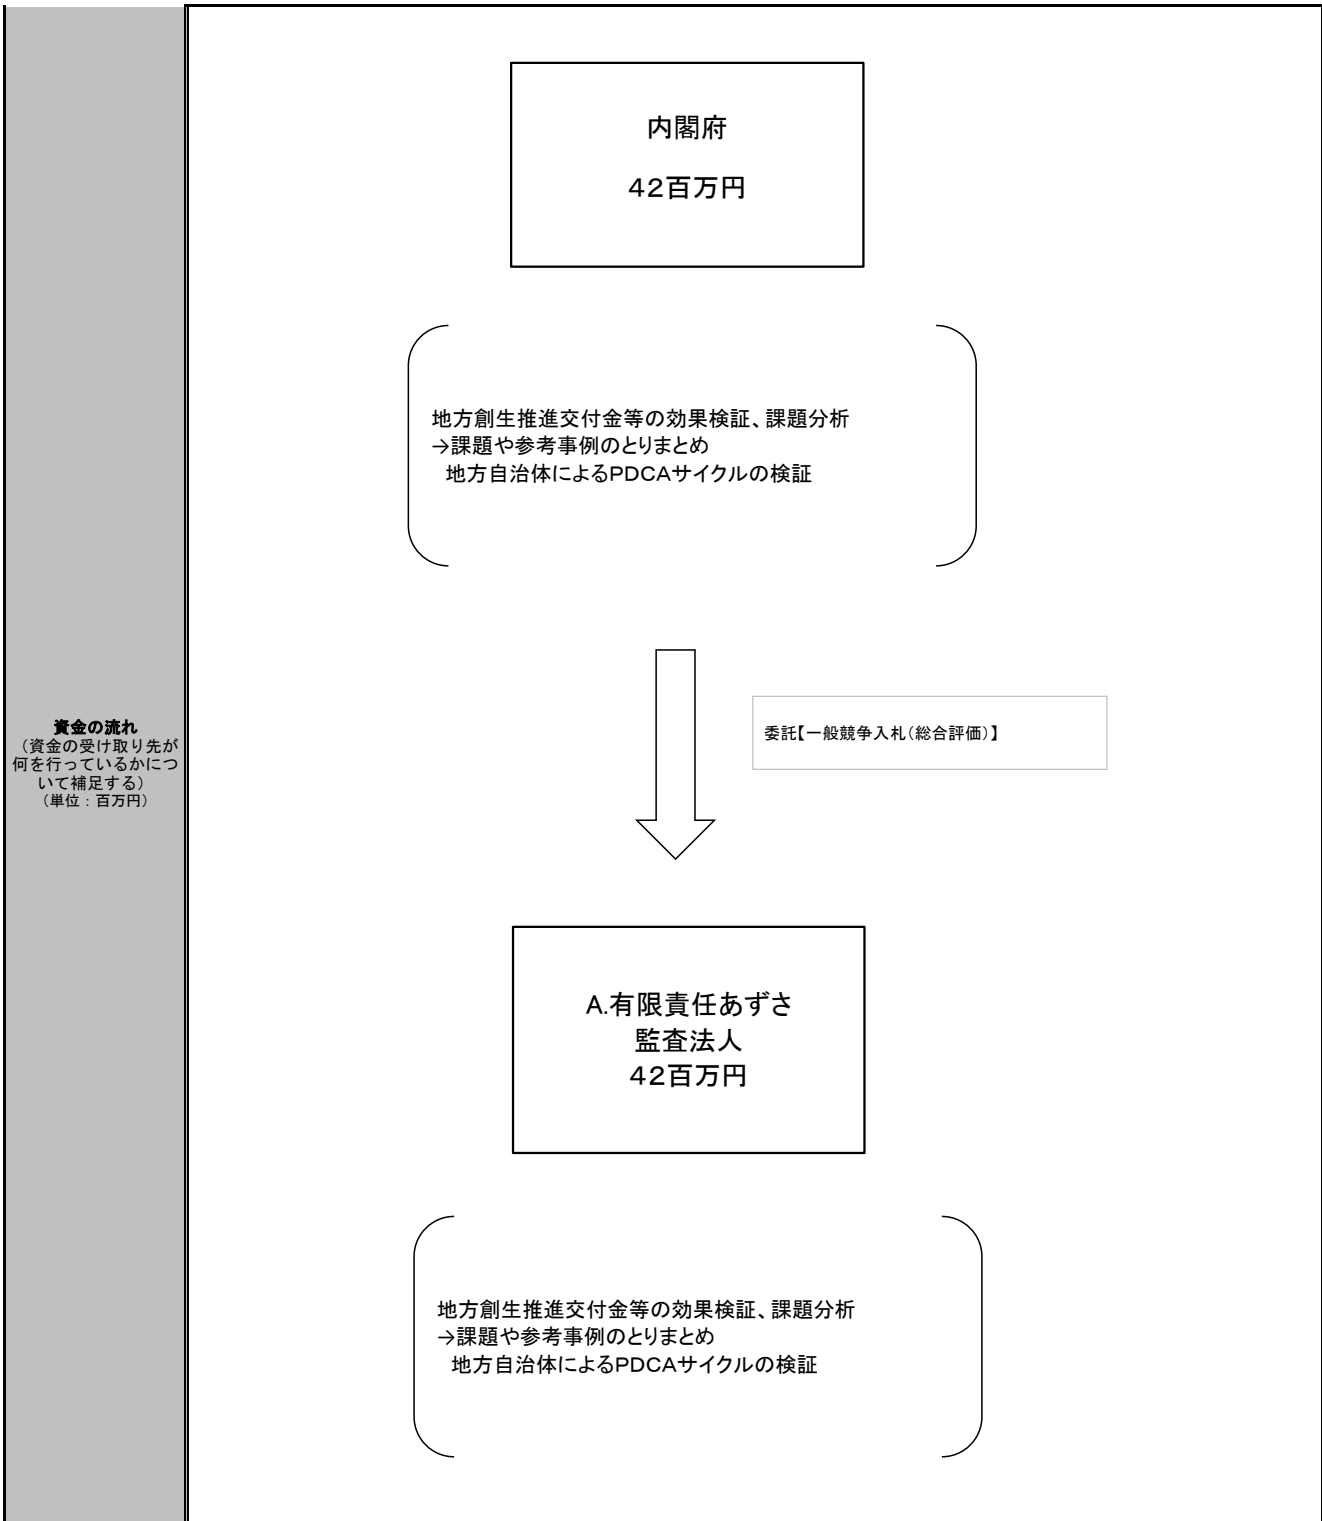 内閣府
４２百万円
地方創生推進交付金等の効果検証、課題分析
→課題や参考事例のとりまとめ
地方自治体によるPDCAサイクルの検証
資金の流れ
（資金の受け取り先が
何を行っているかにつ
いて補足する）
（単位：百万円）
委託【一般競争入札（総合評価）】
A.有限責任あずさ
監査法人
４２百万円
地方創生推進交付金等の効果検証、課題分析
→課題や参考事例のとりまとめ
地方自治体によるPDCAサイクルの検証